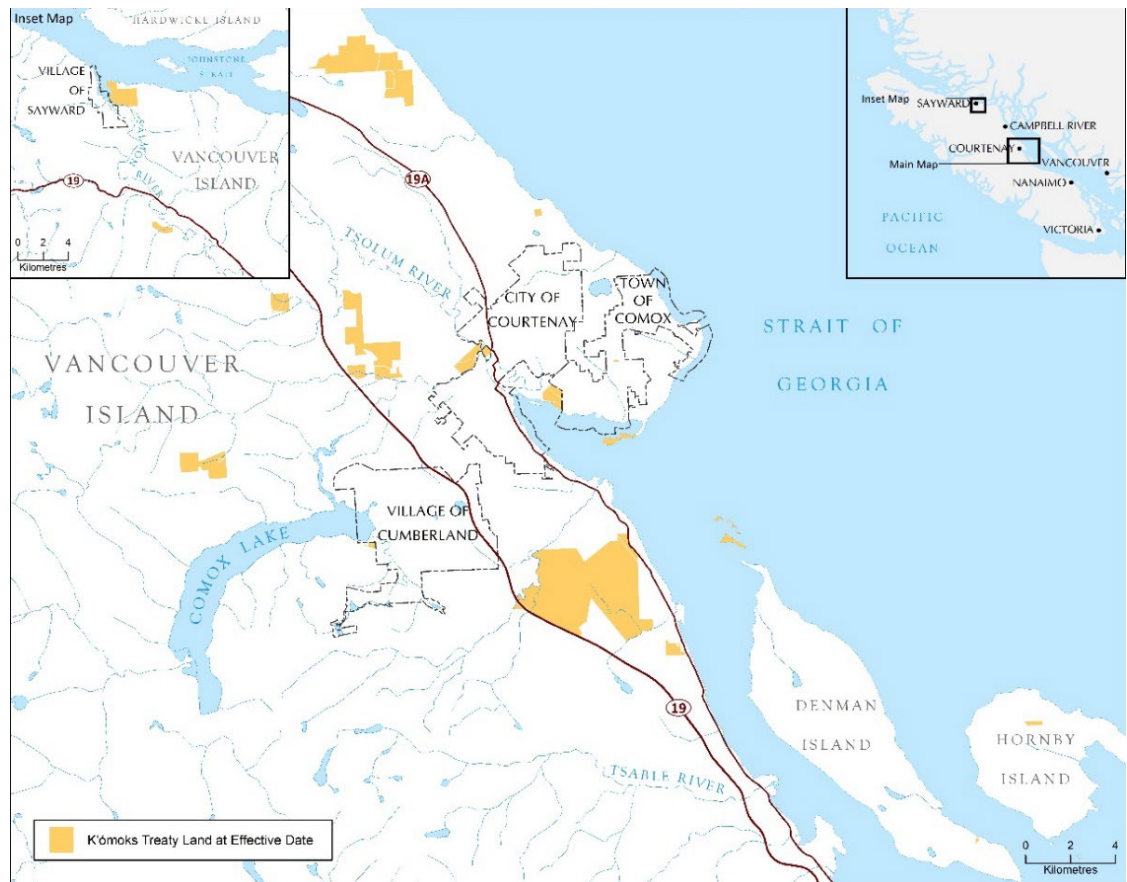 Inset Map
HARDWICKE ISLAND
JOHNSTONE
STRAIT
VILLAGE
OF
SAYWARD
VANCOUVER
ISLAND
RIVER
19
0 2 4
Kilometres
Inset Map
SAYWARD
CAMPBELL RIVER
COURTENAY
Main Map
VANCOUVER
NANAIMO
PACIFIC
OCEAN
VICTORIA
19A
TSOLUM RIVER
CITY OF
COURTENAY
TOWN
OF
COMOX
STRAIT OF
GEORGIA
VANCOUVER
ISLAND
VILLAGE OF
CUMBERLAND
COMOX LAKE
19
DENMAN
ISLAND
HORNBY
ISLAND
TSABLE RIVER
K'ómoks Treaty Land at Effective Date
0 2 4
Kilometres